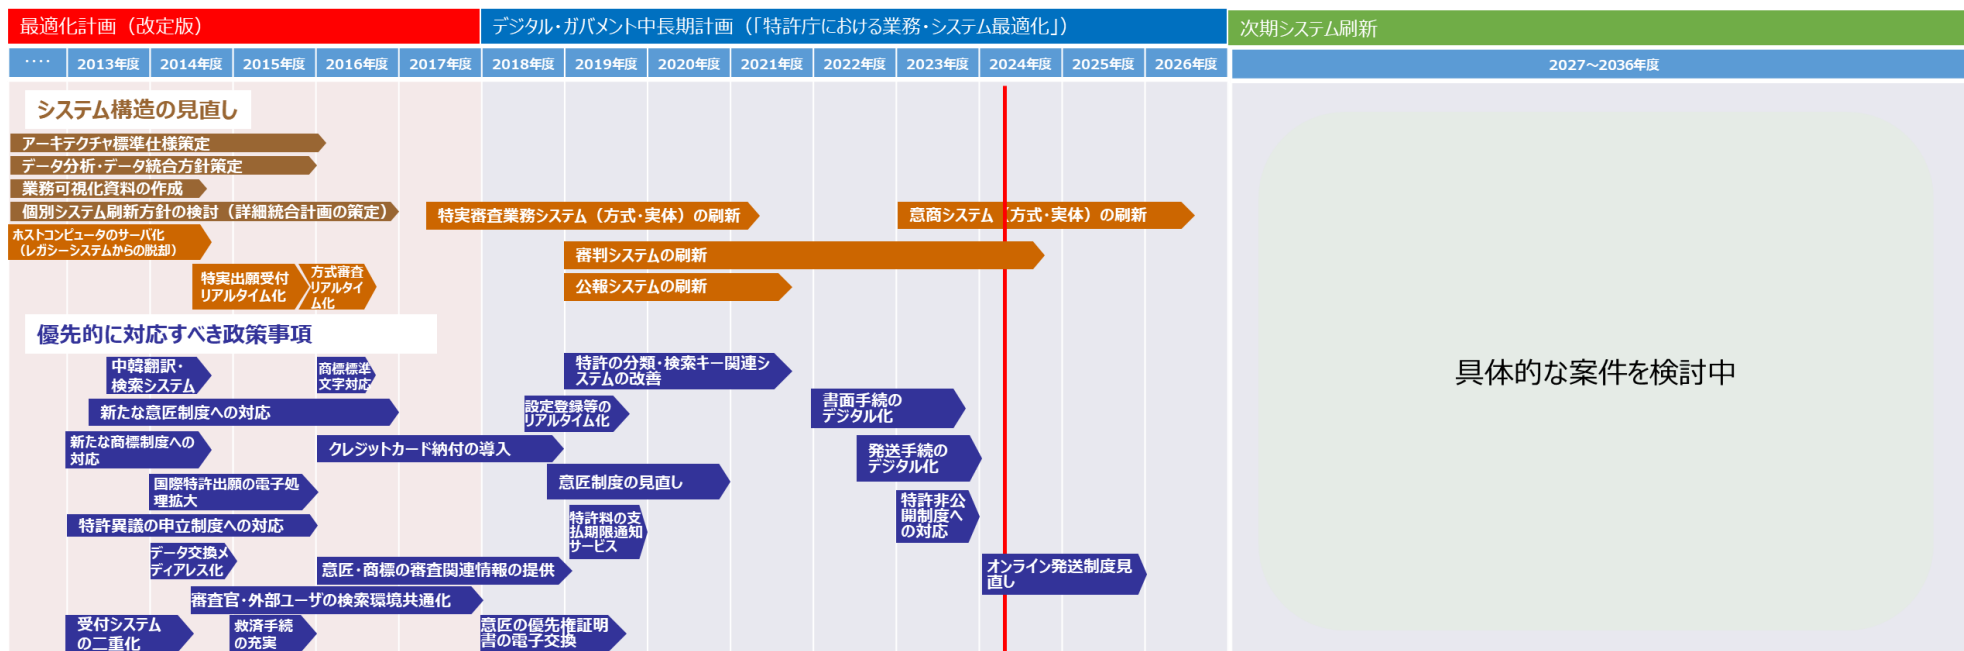 最適化計画（改定版）
デジタル・ガバメント中長期計画（「特許庁における業務・システム最適化」）
次期システム刷新
････
2013年度
2014年度
2015年度
2016年度
2017年度
2018年度
2019年度
2020年度
2021年度
2022年度
2023年度
2024年度
2025年度
2026年度
2027～2036年度
システム構造の見直し
アーキテクチャ標準仕様策定
データ分析・データ統合方針策定
業務可視化資料の作成
個別システム刷新方針の検討（詳細統合計画の策定）
特実審査業務システム（方式・実体）の刷新
意商システム（方式・実体）の刷新
ホストコンピュータのサーバ化
（レガシーシステムからの脱却）
審判システムの刷新
特実出願受付
リアルタイム化
方式審査
リアルタイ
ム化
公報システムの刷新
優先的に対応すべき政策事項
中韓翻訳・
検索システム
商標標準
文字対応
特許の分類・検索キー関連シ
ステムの改善
具体的な案件を検討中
新たな意匠制度への対応
設定登録等の
リアルタイム化
書面手続の
デジタル化
新たな商標制度への
対応
クレジットカード納付の導入
発送手続の
デジタル化
国際特許出願の電子処
理拡大
意匠制度の見直し
特許異議の申立制度への対応
特許料の支
払期限通知
サービス
特許非公
開制度へ
の対応
データ交換メ
ディアレス化
意匠・商標の審査関連情報の提供
オンライン発送制度見
直し
審査官・外部ユーザの検索環境共通化
受付システム
の二重化
救済手続
の充実
意匠の優先権証明
書の電子交換